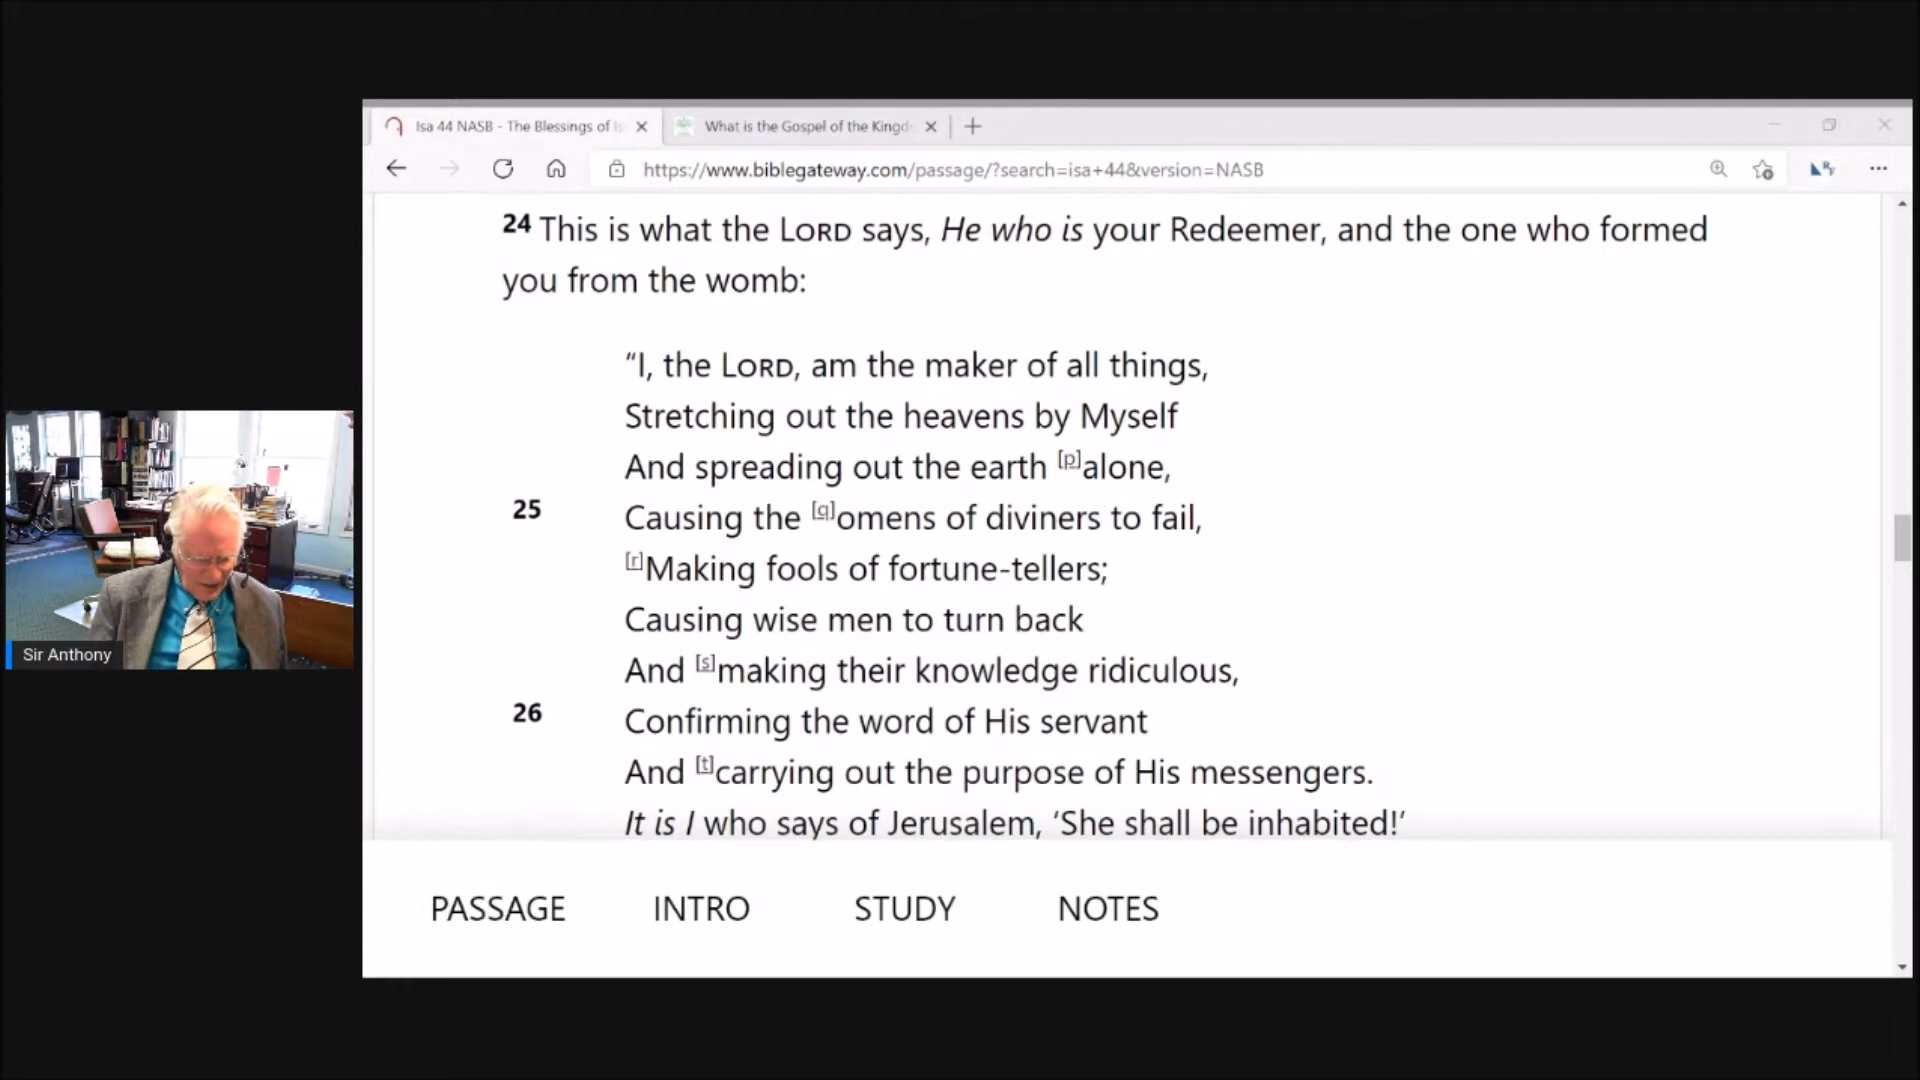 Isa 44 NASB - The Blessings of Is
What is the Gospel of the Kingd
https://www.biblegateway.com/passage/?search=isa+44&version=NASB
24 This is what the LORD says, He who is your Redeemer, and the one who formed
you from the womb:
“I, the LORD, am the maker of all things,
Stretching out the heavens by Myself
And spreading out the earth [p]alone,
25 Causing the [q]omens of diviners to fail,
[r]Making fools of fortune-tellers;
Causing wise men to turn back
And [s]making their knowledge ridiculous,
26 Confirming the word of His servant
And [t]carrying out the purpose of His messengers.
It is I who says of Jerusalem, ‘She shall be inhabited!’
Sir Anthony
PASSAGE INTRO STUDY NOTES